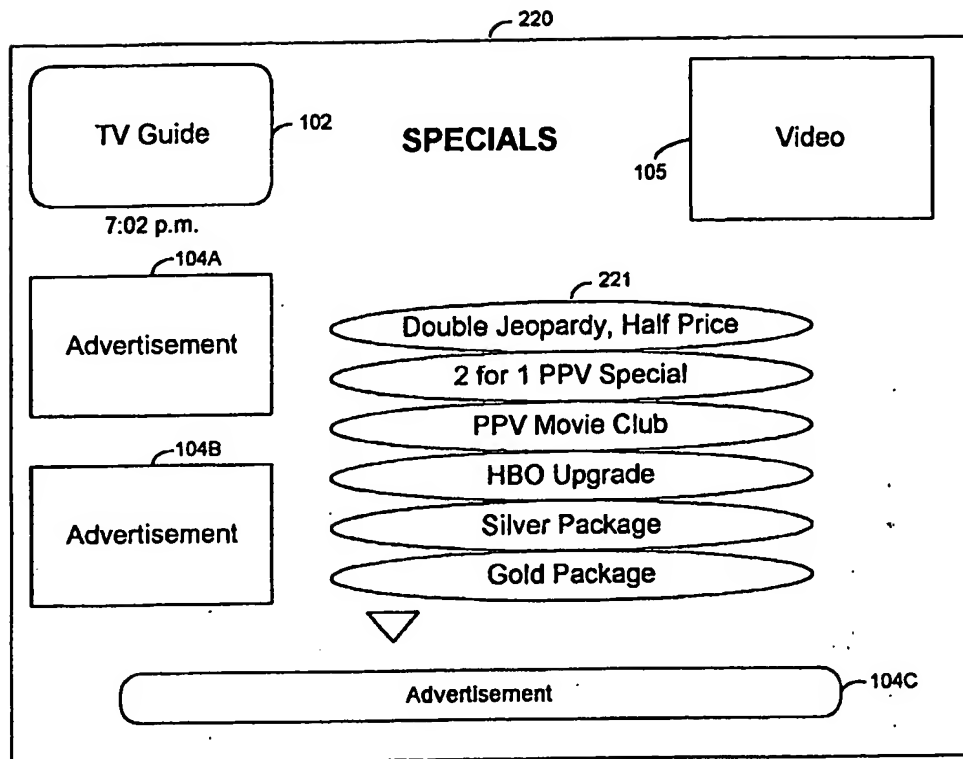 220
TV Guide
102
SPECIALS
Video
105
7:02 p.m.
104A
Advertisement
221
Double Jeopardy, Half Price
2 for 1 PPV Special
PPV Movie Club
104B
Advertisement
HBO Upgrade
Silver Package
Gold Package
Advertisement
104C